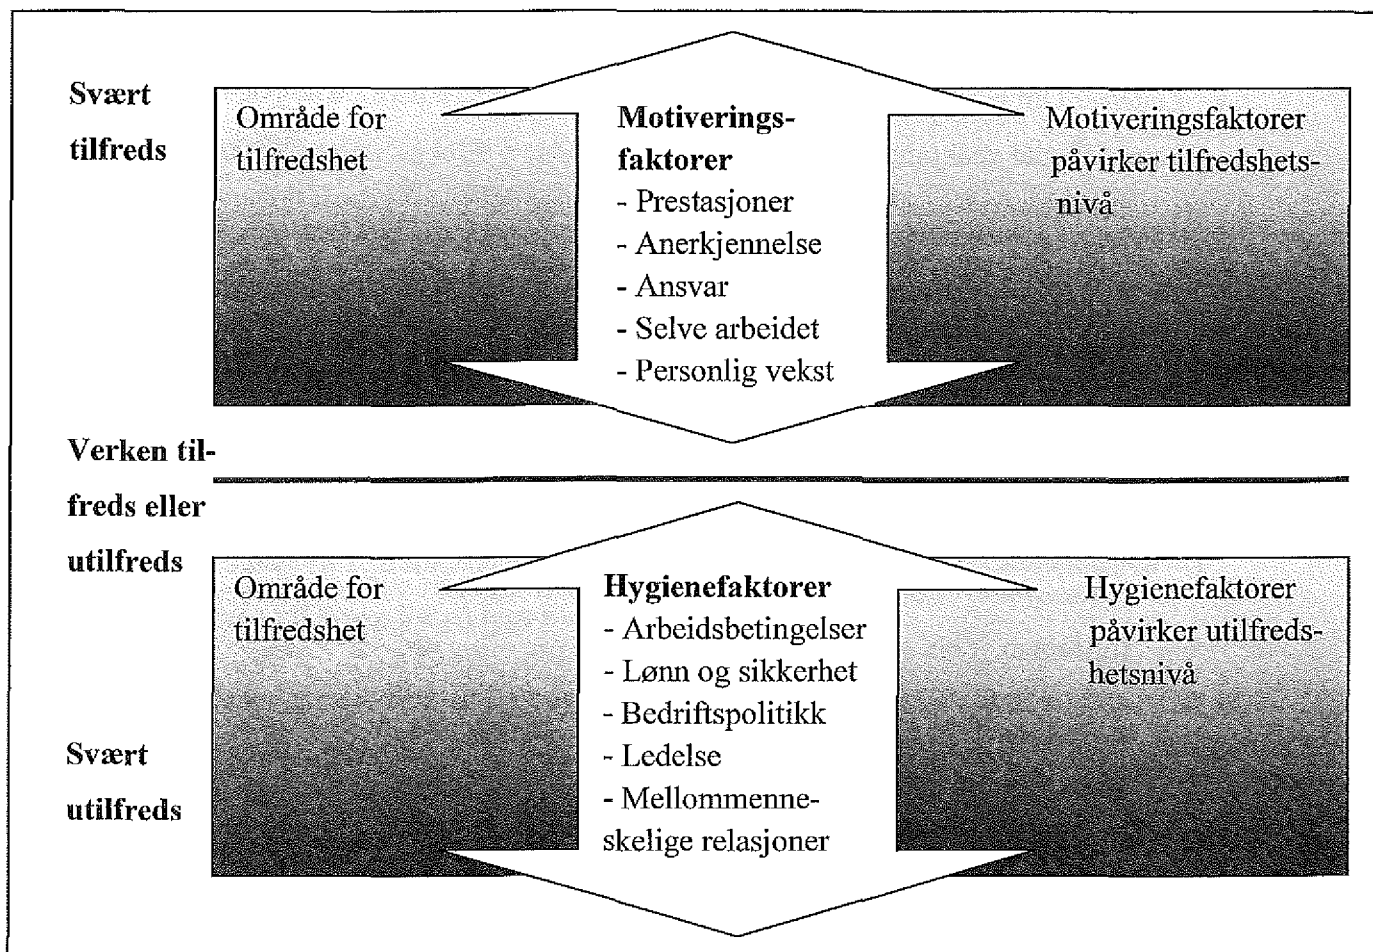 Svært
tilfreds
Område for
tilfredshet
Motiverings-
faktorer
- Prestasjoner
- Anerkjennelse
- Ansvar
- Selve arbeidet
- Personlig vekst
Motiveringsfaktorer
påvirker tilfredshets-
nivå
Verken til-
freds eller
utilfreds
Område for
tilfredshet
Hygienefaktorer
- Arbeidsbetingelser
- Lønn og sikkerhet
- Bedriftspolitikk
- Ledelse
- Mellommenne-
skelige relasjoner
Hygienefaktorer
påvirker utilfreds-
hetsnivå
Svært
utilfreds